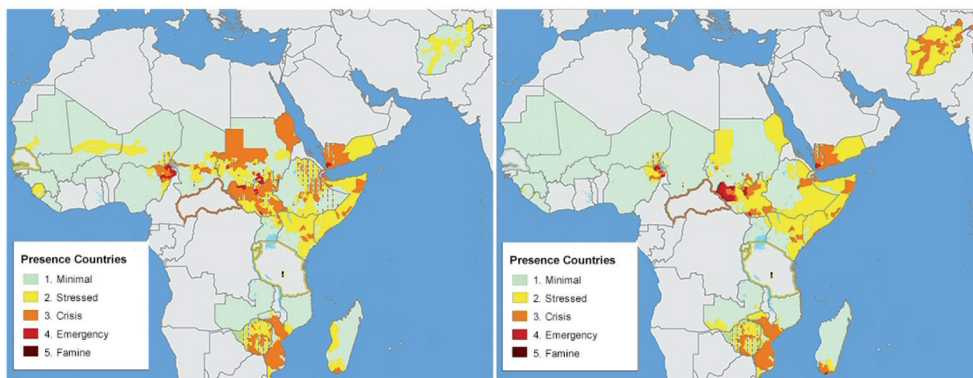 Presence Countries
1. Minimal
2. Stressed
3. Crisis
4. Emergency
5. Famine
Presence Countries
1. Minimal
2. Stressed
3. Crisis
4. Emergency
5. Famine